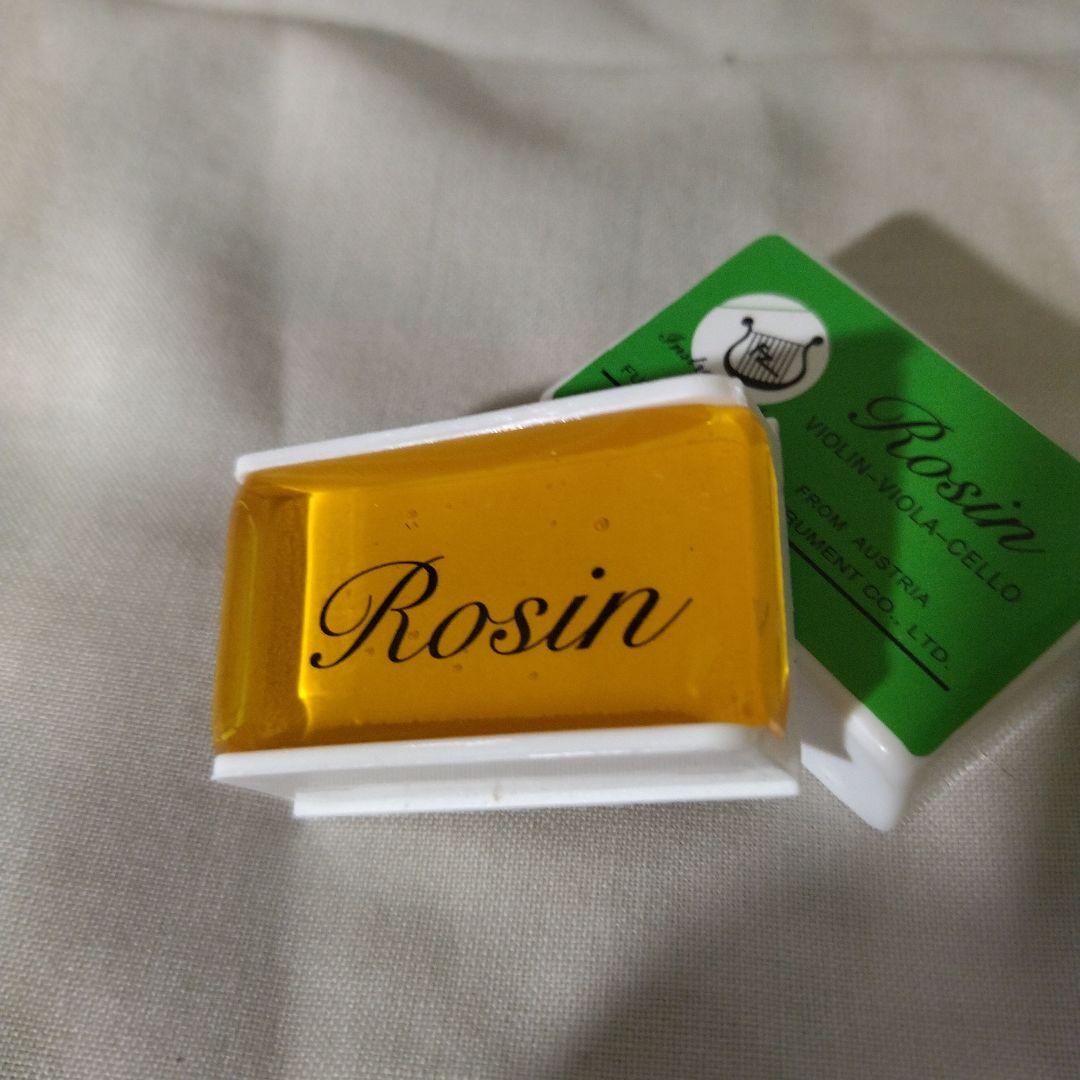 Rosin
Rosin
VIOLIN-VIOLA-CELLO
FROM AUSTRIA
CO., LTD.